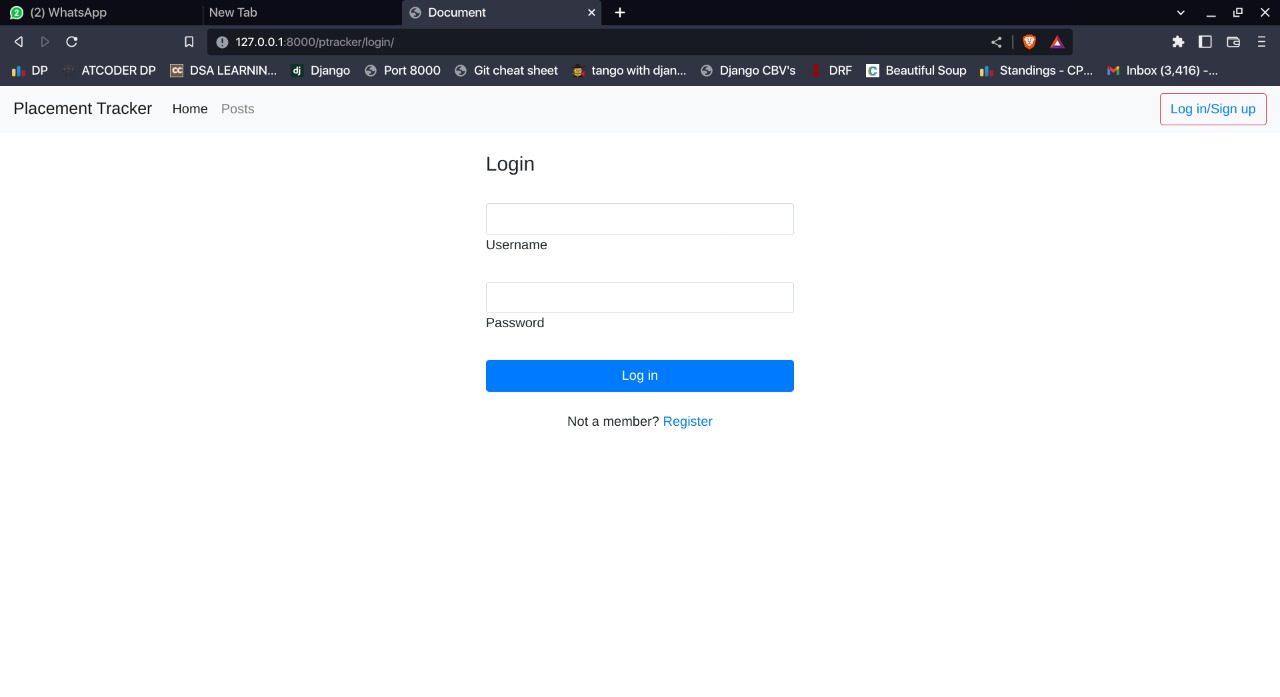 (2) WhatsApp New Tab Document
127.0.0.1:8000/ptracker/login/
DP ATCODER DP DSA LEARNIN... Django Port 8000 Git cheat sheet tango with djan... Django CBV's DRF Beautiful Soup Standings - CP... Inbox (3,416) -...
Placement Tracker Home Posts Log in/Sign up
Login
Username
Password
Log in
Not a member? Register